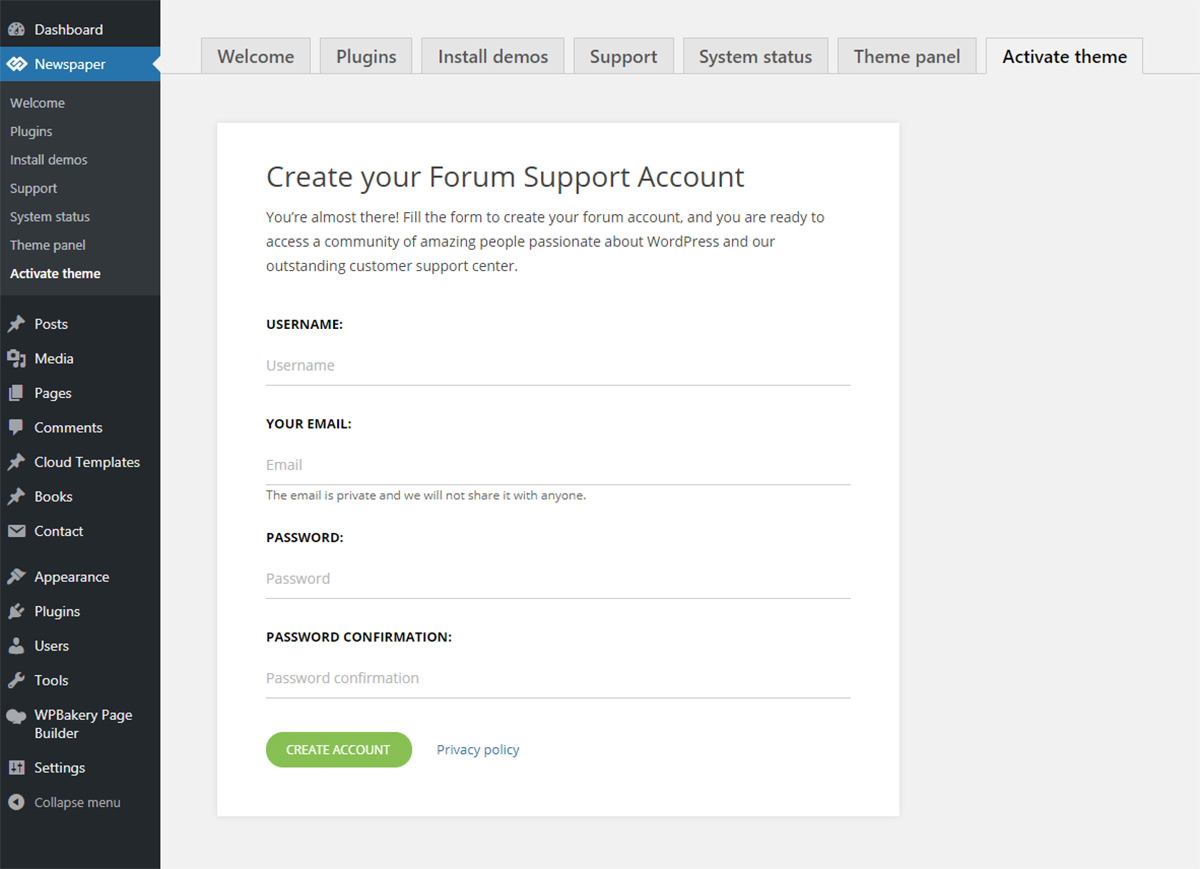 Dashboard
Newspaper
Welcome
Plugins
Install demos
Support
System status
Theme panel
Activate theme
Posts
Media
Pages
Comments
Cloud Templates
Books
Contact
Appearance
Plugins
Users
Tools
WPBakery Page
Builder
Settings
Collapse menu
Welcome Plugins Install demos Support System status Theme panel Activate theme
Create your Forum Support Account
You’re almost there! Fill the form to create your forum account, and you are ready to
access a community of amazing people passionate about WordPress and our
outstanding customer support center.
USERNAME:
Username
YOUR EMAIL:
Email
The email is private and we will not share it with anyone.
PASSWORD:
Password
PASSWORD CONFIRMATION:
Password confirmation
CREATE ACCOUNT Privacy policy